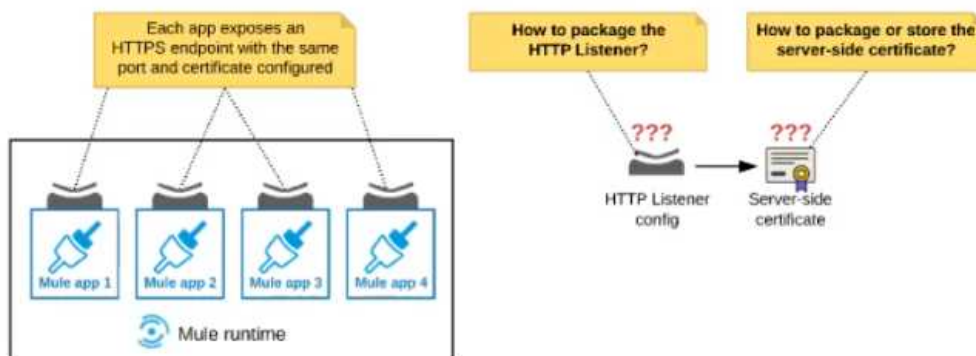 Each app exposes an
HTTPS endpoint with the same
port and certificate configured
How to package the
HTTP Listener?
How to package or store the
server-side certificate?
???
???
HTTP Listener
config
Server-side
certificate
Mule app 1
Mule app 2
Mule app 3
Mule app 4
Mule runtime